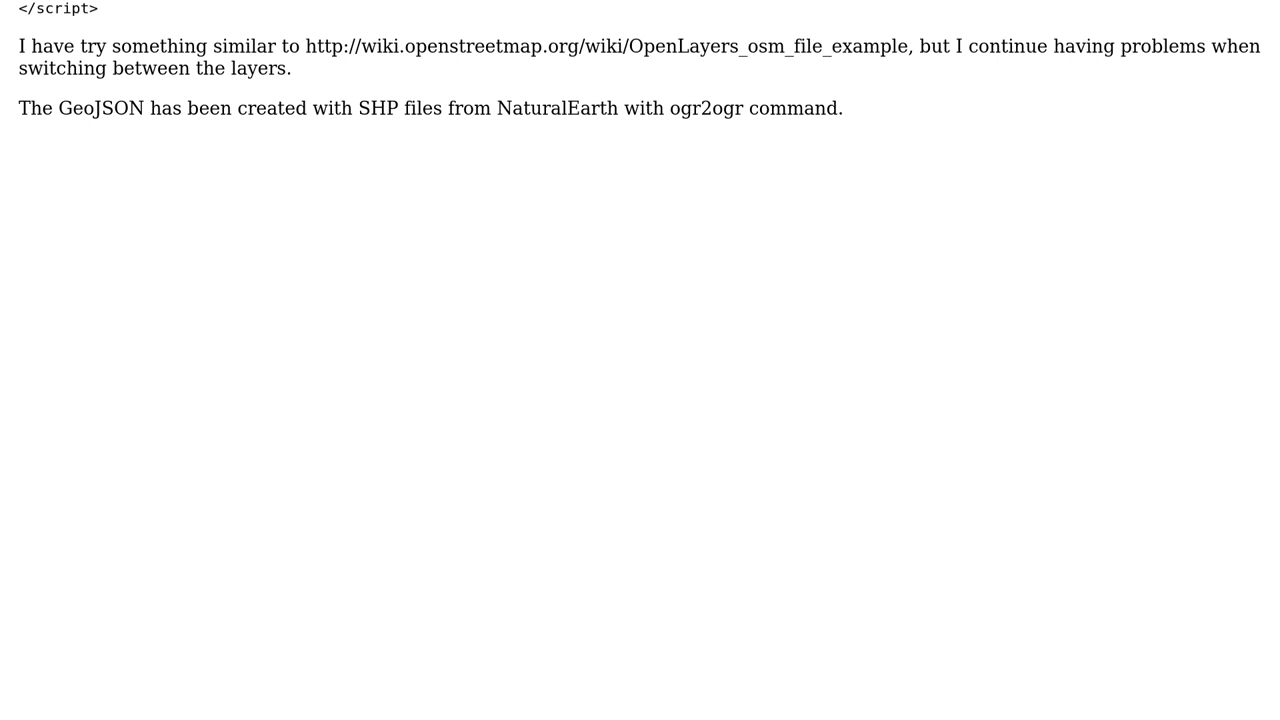 </script>
I have try something similar to http://wiki.openstreetmap.org/wiki/OpenLayers_osm_file_example, but I continue having problems when
switching between the layers.
The GeoJSON has been created with SHP files from NaturalEarth with ogr2ogr command.